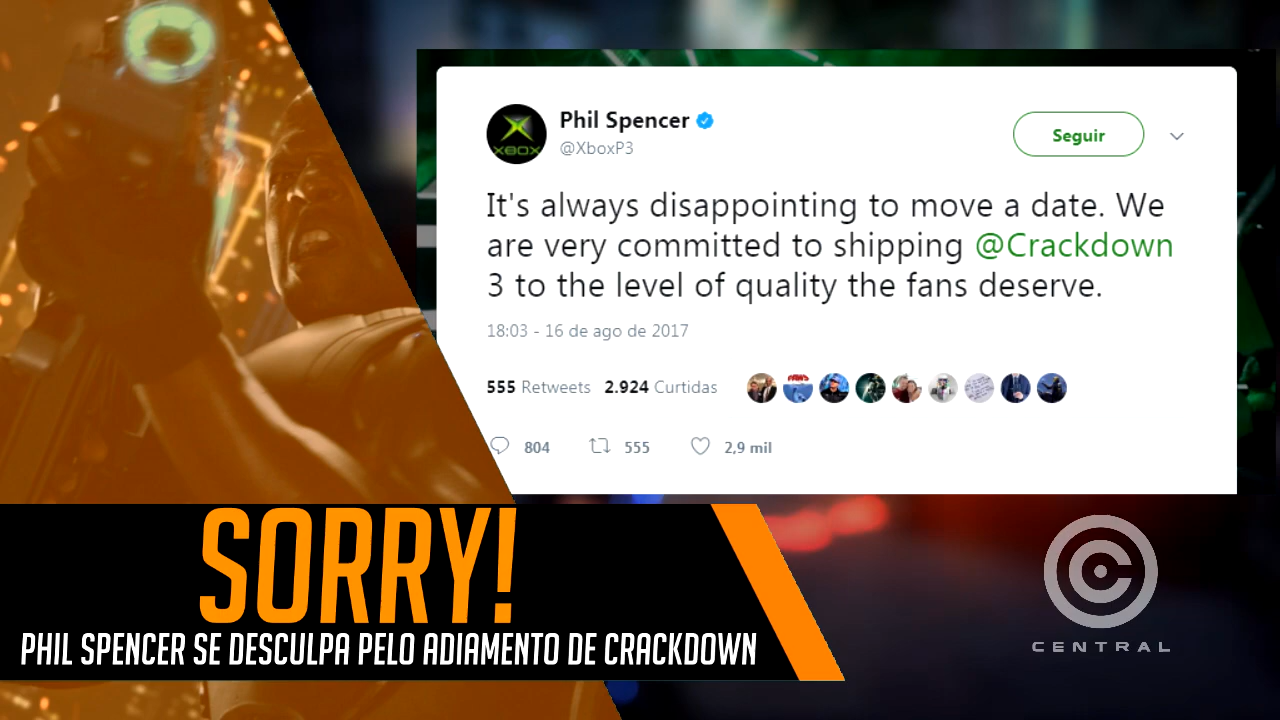 Phil Spencer
@XboxP3
Seguir
It's always disappointing to move a date. We
are very committed to shipping @Crackdown
3 to the level of quality the fans deserve.
18:03 - 16 de ago de 2017
555 Retweets 2.924 Curtidas
804 555 2,9 mil
XBOX
SORRY!
PHIL SPENCER SE DESCULPA PELO ADIAMENTO DE CRACKDOWN
CENTRAL